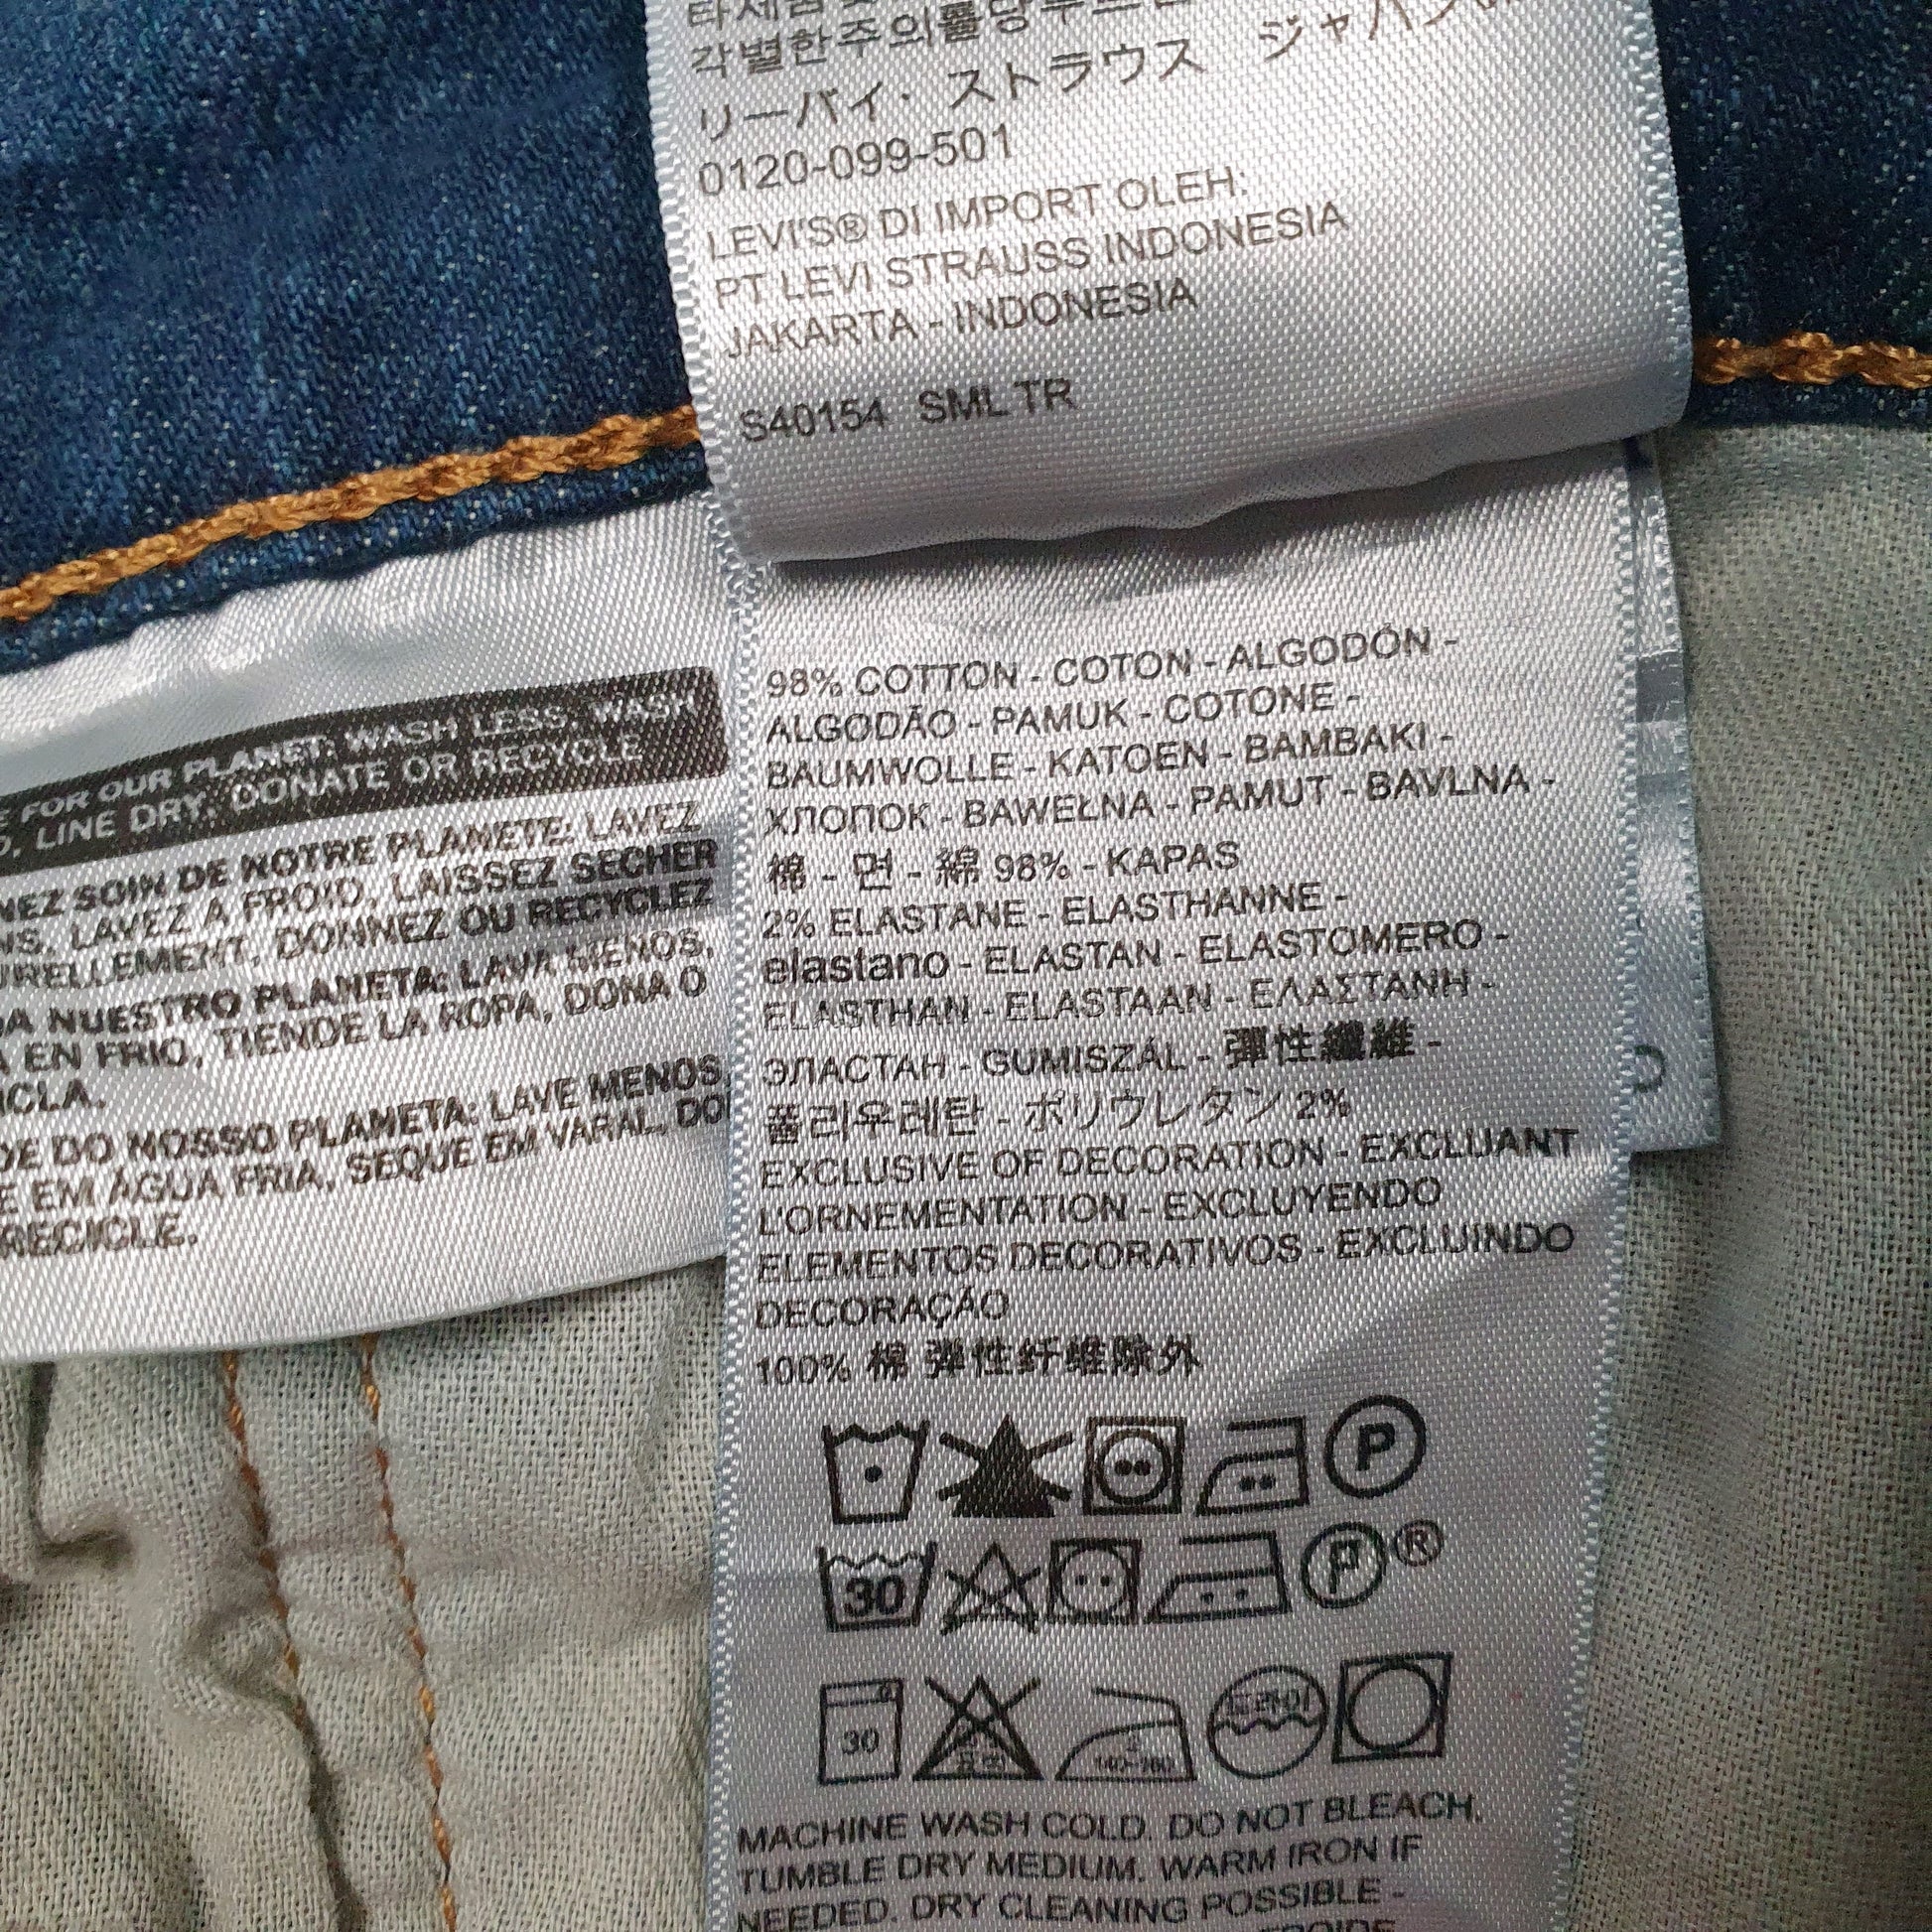 각별한주의를당부드
リーバイ・ストラウス ジャパン
0120-099-501
LEVI'S® DI IMPORT OLEH:
PT LEVI STRAUSS INDONESIA
JAKARTA - INDONESIA
S40154 SML TR
FOR OUR PLANET: WASH LESS, WASH
LINE DRY, DONATE OR RECYCLE
SOIN DE NOTRE PLANETE: LAVEZ
LAVEZ A FROID, LAISSEZ SECHER
DONNEZ OU RECYCLEZ
NUESTRO PLANETA: LAVA MENOS,
EN FRIO, TIENDE LA ROPA, DONA O
DO NOSSO PLANETA: LAVE MENOS
EM ÁGUA FRIA, SEQUE EM VARAL,
RECICLE.
98% COTTON - COTON - ALGODÓN -
ALGODÃO - PAMUK - COTONE -
BAUMWOLLE - KATOEN - BAMBAKI -
ХЛОПОК - BAWEŁNA - PAMUT - BAVLNA -
棉 - 면 - 綿 98% - KAPAS
2% ELASTANE - ELASTHANNE -
elastano - ELASTAN - ELASTOMERO -
ELASTHAN - ELASTAAN - ΕΛΑΣΤΑΝΗ -
ЭЛАСТАН - GUMISZÁL - 彈性纖維 -
폴리우레탄 - ポリウレタン 2%
EXCLUSIVE OF DECORATION - EXCLUANT
L'ORNEMENTATION - EXCLUYENDO
ELEMENTOS DECORATIVOS - EXCLUINDO
DECORAÇÃO
100% 棉 彈性纤维除外
P
30 P ®
30 드라이
MACHINE WASH COLD. DO NOT BLEACH.
TUMBLE DRY MEDIUM. WARM IRON IF
NEEDED. DRY CLEANING POSSIBLE -